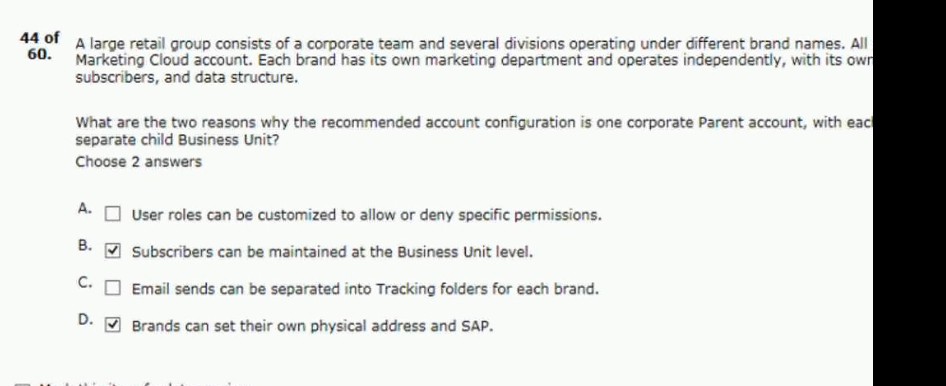 44 of
60.
A large retail group consists of a corporate team and several divisions operating under different brand names. All
Marketing Cloud account. Each brand has its own marketing department and operates independently, with its own
subscribers, and data structure.
What are the two reasons why the recommended account configuration is one corporate Parent account, with each
separate child Business Unit?
Choose 2 answers
A. User roles can be customized to allow or deny specific permissions.
B. Subscribers can be maintained at the Business Unit level.
C. Email sends can be separated into Tracking folders for each brand.
D. Brands can set their own physical address and SAP.